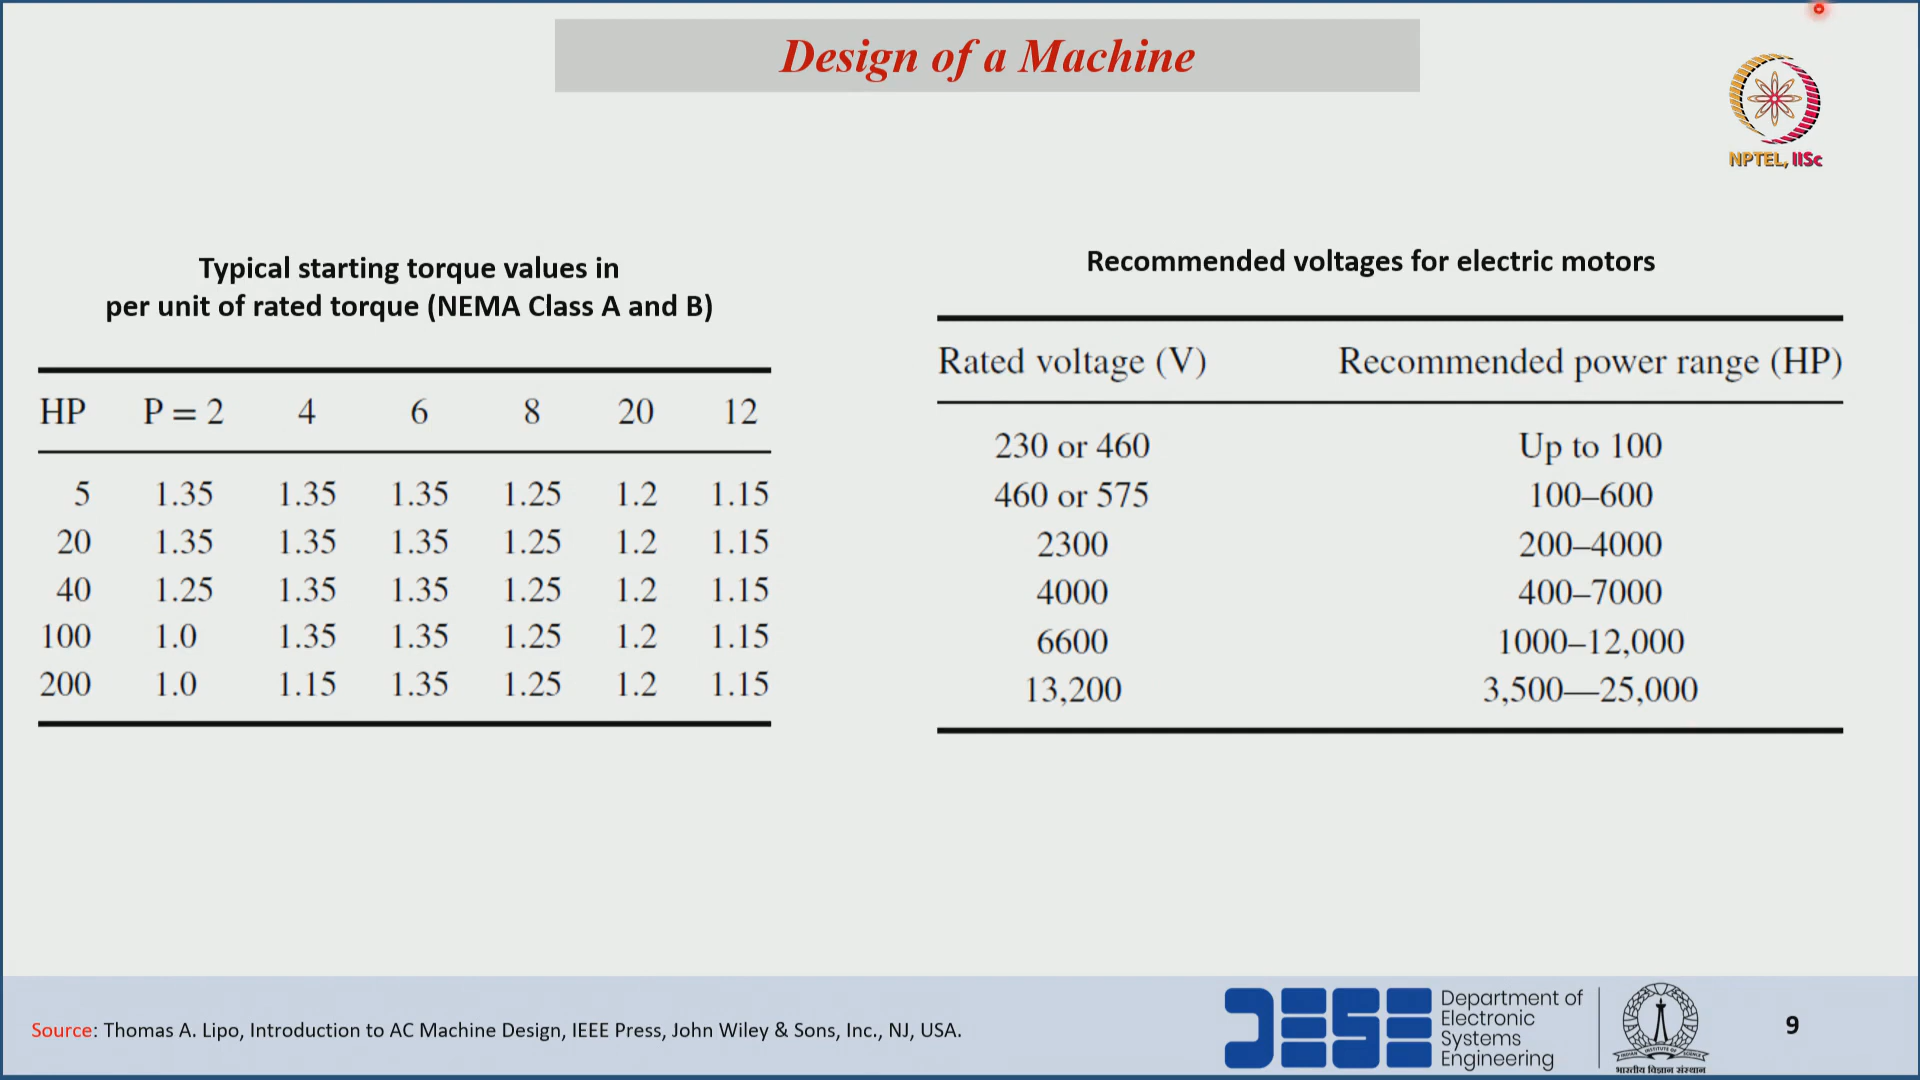 Design of a Machine
NPTEL, IISc
Typical starting torque values in
per unit of rated torque (NEMA Class A and B)
HP P = 2 4 6 8 20 12
5 1.35 1.35 1.35 1.25 1.2 1.15
20 1.35 1.35 1.35 1.25 1.2 1.15
40 1.25 1.35 1.35 1.25 1.2 1.15
100 1.0 1.35 1.35 1.25 1.2 1.15
200 1.0 1.15 1.35 1.25 1.2 1.15
Recommended voltages for electric motors
Rated voltage (V) Recommended power range (HP)
230 or 460 Up to 100
460 or 575 100–600
2300 200–4000
4000 400–7000
6600 1000–12,000
13,200 3,500—25,000
Source: Thomas A. Lipo, Introduction to AC Machine Design, IEEE Press, John Wiley & Sons, Inc., NJ, USA.
DESE
Department of
Electronic
Systems
Engineering
INDIAN INSTITUTE OF SCIENCE
भारतीय विज्ञान संस्थान
9